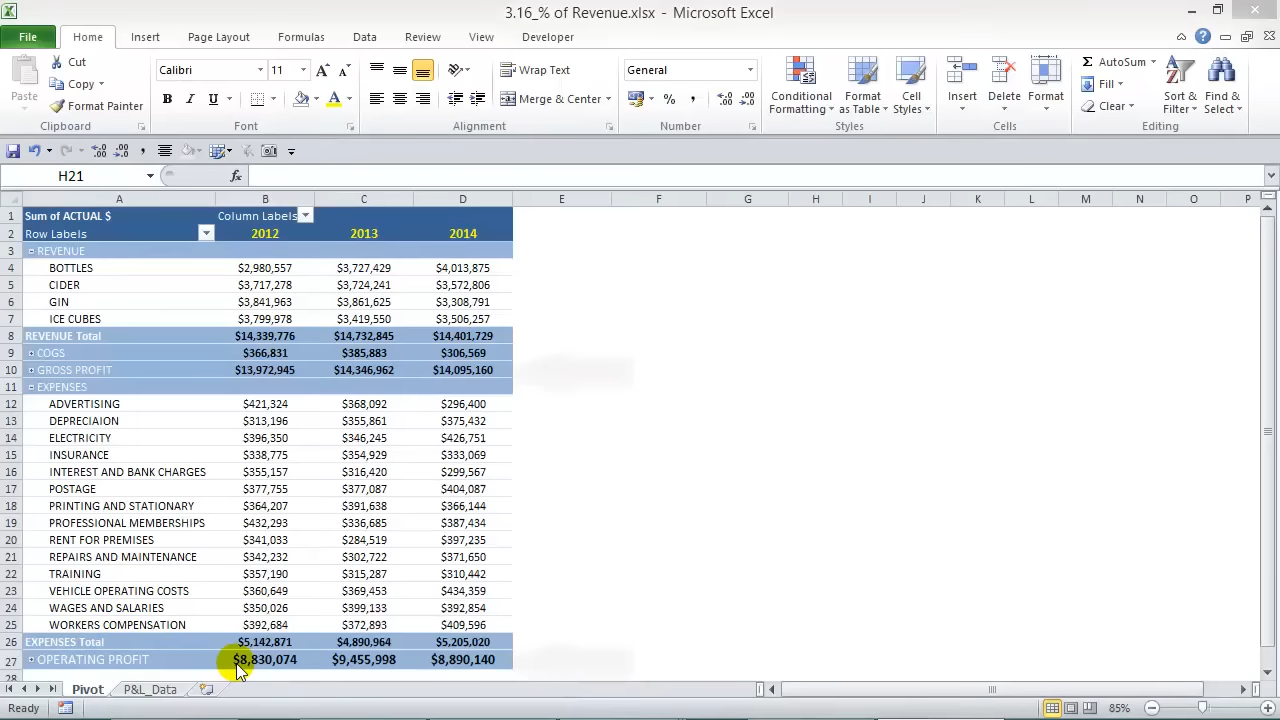 3.16_% of Revenue.xlsx - Microsoft Excel
File Home Insert Page Layout Formulas Data Review View Developer
Paste Cut Copy Format Painter
Calibri 11 B I U
Wrap Text Merge & Center
General % ,
Conditional Formatting Format as Table Cell Styles
Insert Delete Format
AutoSum Fill Clear Sort & Filter Find & Select
Clipboard Font Alignment Number Styles Cells Editing
H21 fx
A B C D E F G H I J K L M N O P
1 Sum of ACTUAL $ Column Labels
2 Row Labels 2012 2013 2014
3 REVENUE
4 BOTTLES $2,980,557 $3,727,429 $4,013,875
5 CIDER $3,717,278 $3,724,241 $3,572,806
6 GIN $3,841,963 $3,861,625 $3,308,791
7 ICE CUBES $3,799,978 $3,419,550 $3,506,257
8 REVENUE Total $14,339,776 $14,732,845 $14,401,729
9 COGS $366,831 $385,883 $306,569
10 GROSS PROFIT $13,972,945 $14,346,962 $14,095,160
11 EXPENSES
12 ADVERTISING $421,324 $368,092 $296,400
13 DEPRECIAION $313,196 $355,861 $375,432
14 ELECTRICITY $396,350 $346,245 $426,751
15 INSURANCE $338,775 $354,929 $333,069
16 INTEREST AND BANK CHARGES $355,157 $316,420 $299,567
17 POSTAGE $377,755 $377,087 $404,087
18 PRINTING AND STATIONARY $364,207 $391,638 $366,144
19 PROFESSIONAL MEMBERSHIPS $432,293 $336,685 $387,434
20 RENT FOR PREMISES $341,033 $284,519 $397,235
21 REPAIRS AND MAINTENANCE $342,232 $302,722 $371,650
22 TRAINING $357,190 $315,287 $310,442
23 VEHICLE OPERATING COSTS $360,649 $369,453 $434,359
24 WAGES AND SALARIES $350,026 $399,133 $392,854
25 WORKERS COMPENSATION $392,684 $372,893 $409,596
26 EXPENSES Total $5,142,871 $4,890,964 $5,205,020
27 OPERATING PROFIT $8,830,074 $9,455,998 $8,890,140
28
Pivot P&L_Data
Ready 85%